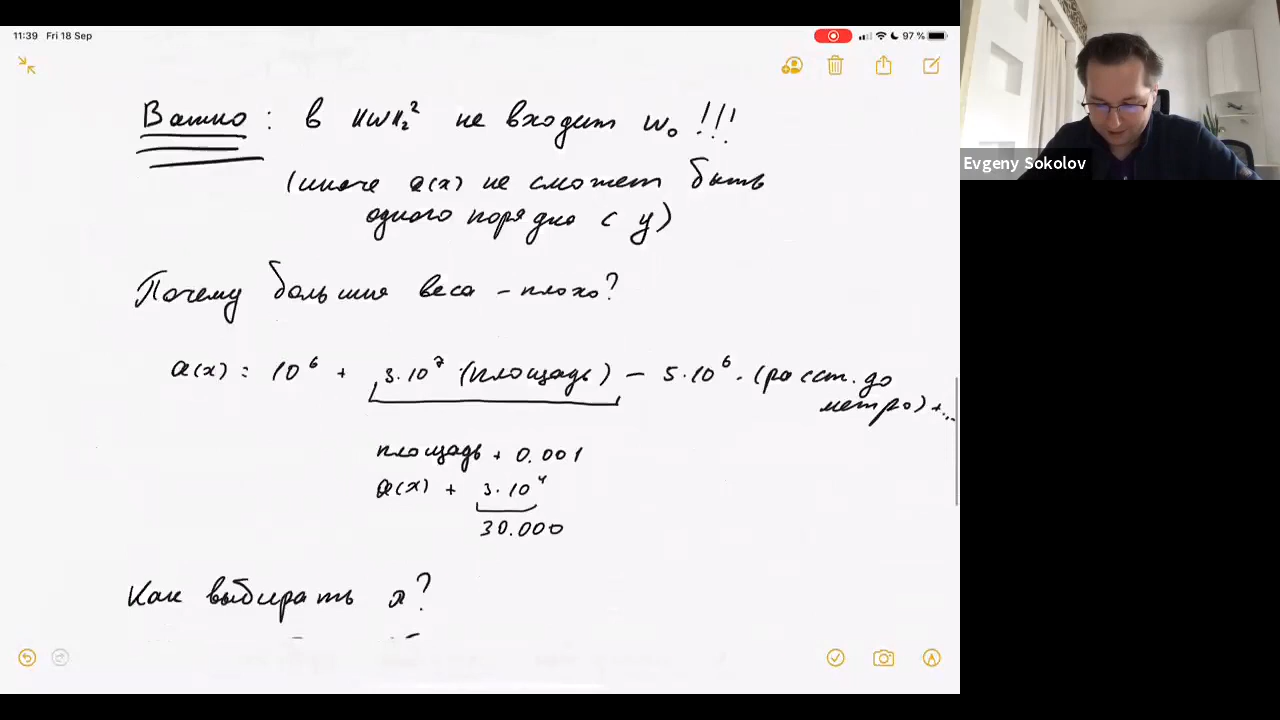 11:39 Fri 18 Sep
97 %
Важно: в ||w||₂² не входит w₀ !!!
(иначе a(x) не сможет быть
одного порядка с y)
Почему большие веса - плохо?
a(x) = 10⁶ + 3·10⁷ (площадь) - 5·10⁶ · (расст. до
метро) + ...
площадь + 0.001
a(x) + 3·10⁴
30.000
Как выбирать λ?
Evgeny Sokolov